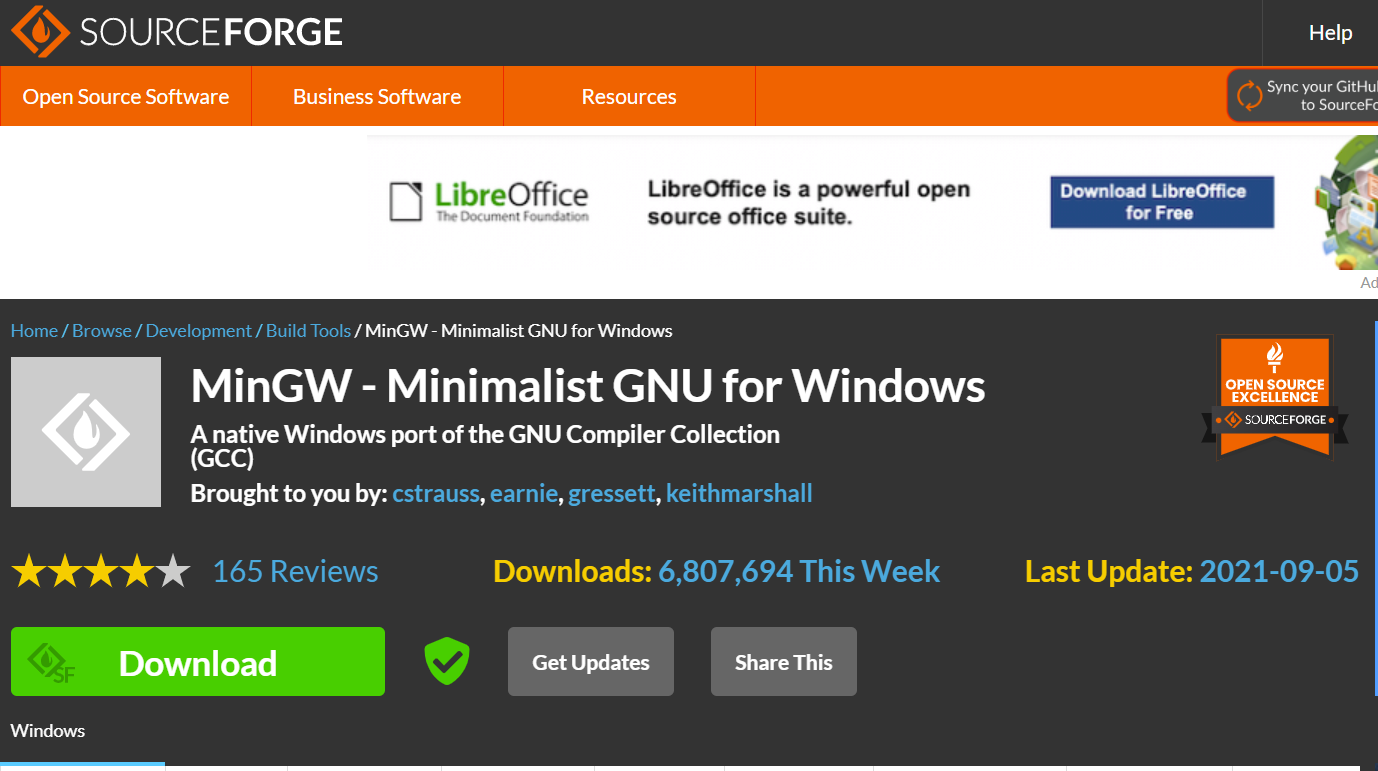 SOURCEFORGE
Help
Open Source Software
Business Software
Resources
Sync your GitHu
to SourceFo
LibreOffice
The Document Foundation
LibreOffice is a powerful open
source office suite.
Download LibreOffice
for Free
Ad
Home / Browse / Development / Build Tools / MinGW - Minimalist GNU for Windows
MinGW - Minimalist GNU for Windows
A native Windows port of the GNU Compiler Collection
(GCC)
Brought to you by: cstrauss, earnie, gressett, keithmarshall
OPEN SOURCE
EXCELLENCE
SOURCEFORGE
165 Reviews
Downloads: 6,807,694 This Week
Last Update: 2021-09-05
SF
Download
Get Updates
Share This
Windows